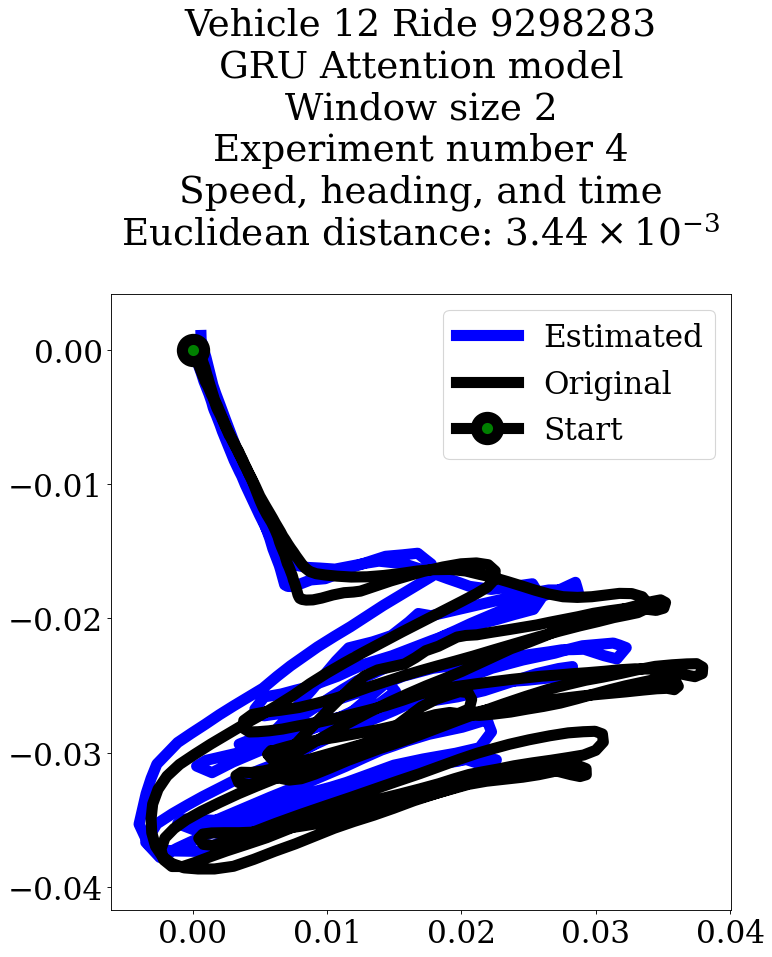 Vehicle 12 Ride 9298283
GRU Attention model
Window size 2
Experiment number 4
Speed, heading, and time
Euclidean distance: 3.44 × 10⁻³
Estimated
Original
Start
0.00
−0.01
−0.02
−0.03
−0.04
0.00 0.01 0.02 0.03 0.04